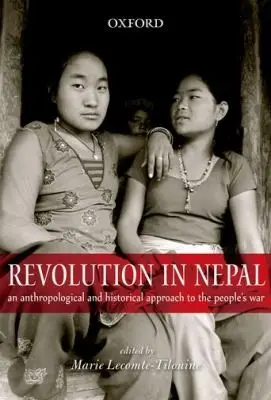 OXFORD
REVOLUTION IN NEPAL
an anthropological and historical approach to the people's war
edited by
Marie Lecomte-Tilouine